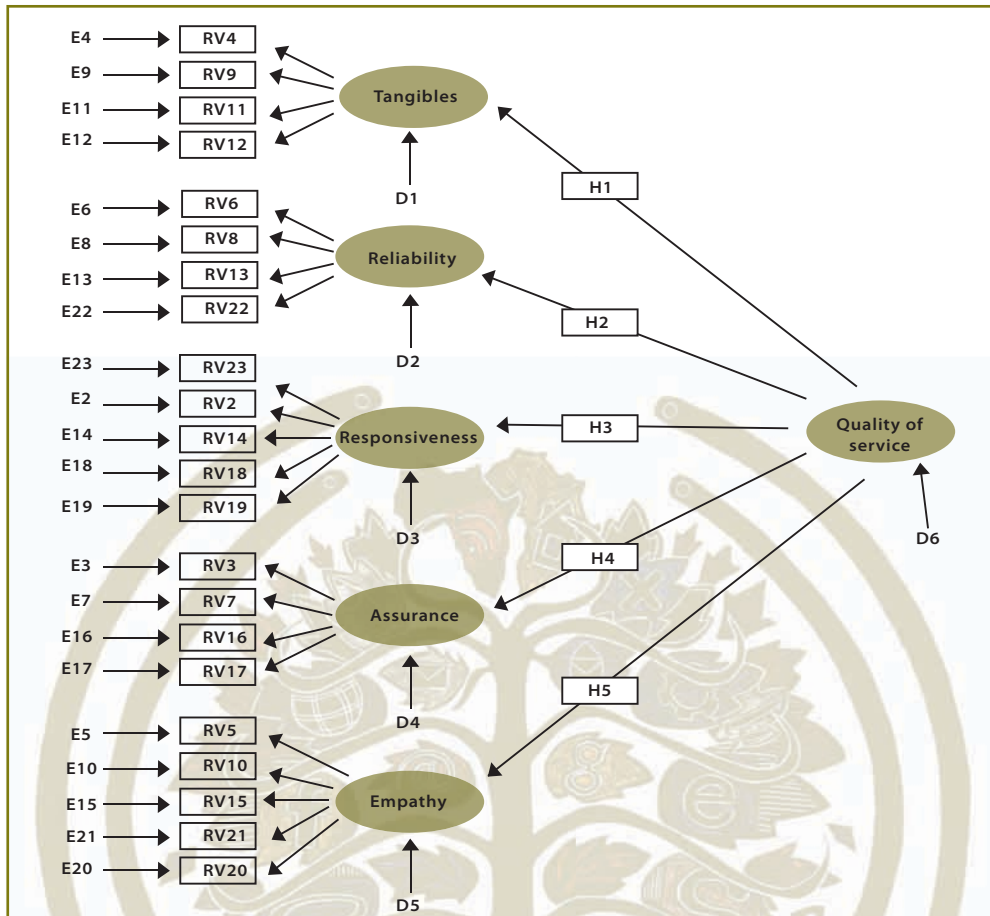 E4 RV4
E9 RV9
Tangibles
E11 RV11
E12 RV12
D1
H1
E6 RV6
E8 RV8
Reliability
E13 RV13
E22 RV22
D2
H2
E23 RV23
E2 RV2
Responsiveness
E14 RV14
E18 RV18
E19 RV19
D3
H3
Quality of
service
D6
E3 RV3
E7 RV7
Assurance
E16 RV16
E17 RV17
D4
H4
E5 RV5
E10 RV10
Empathy
E15 RV15
E21 RV21
E20 RV20
D5
H5